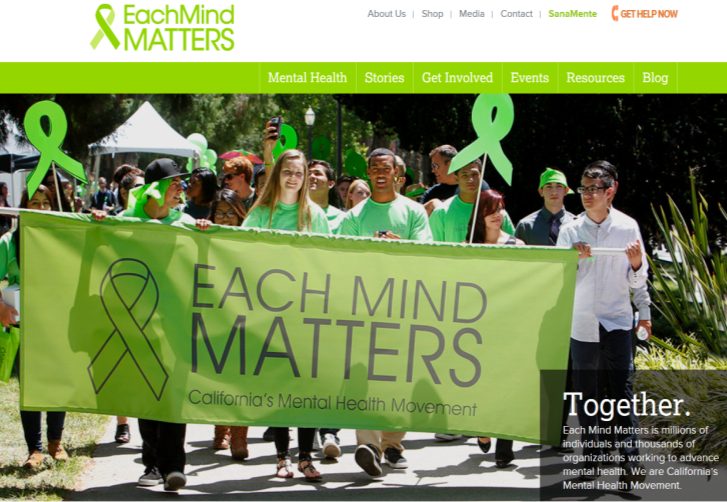 EachMind
MATTERS
About Us | Shop | Media | Contact | SanaMente
GET HELP NOW
Mental Health Stories Get Involved Events Resources Blog
EACH MIND
MATTERS
California's Mental Health Movement
Together.
Each Mind Matters is millions of
individuals and thousands of
organizations working to advance
mental health. We are California's
Mental Health Movement.